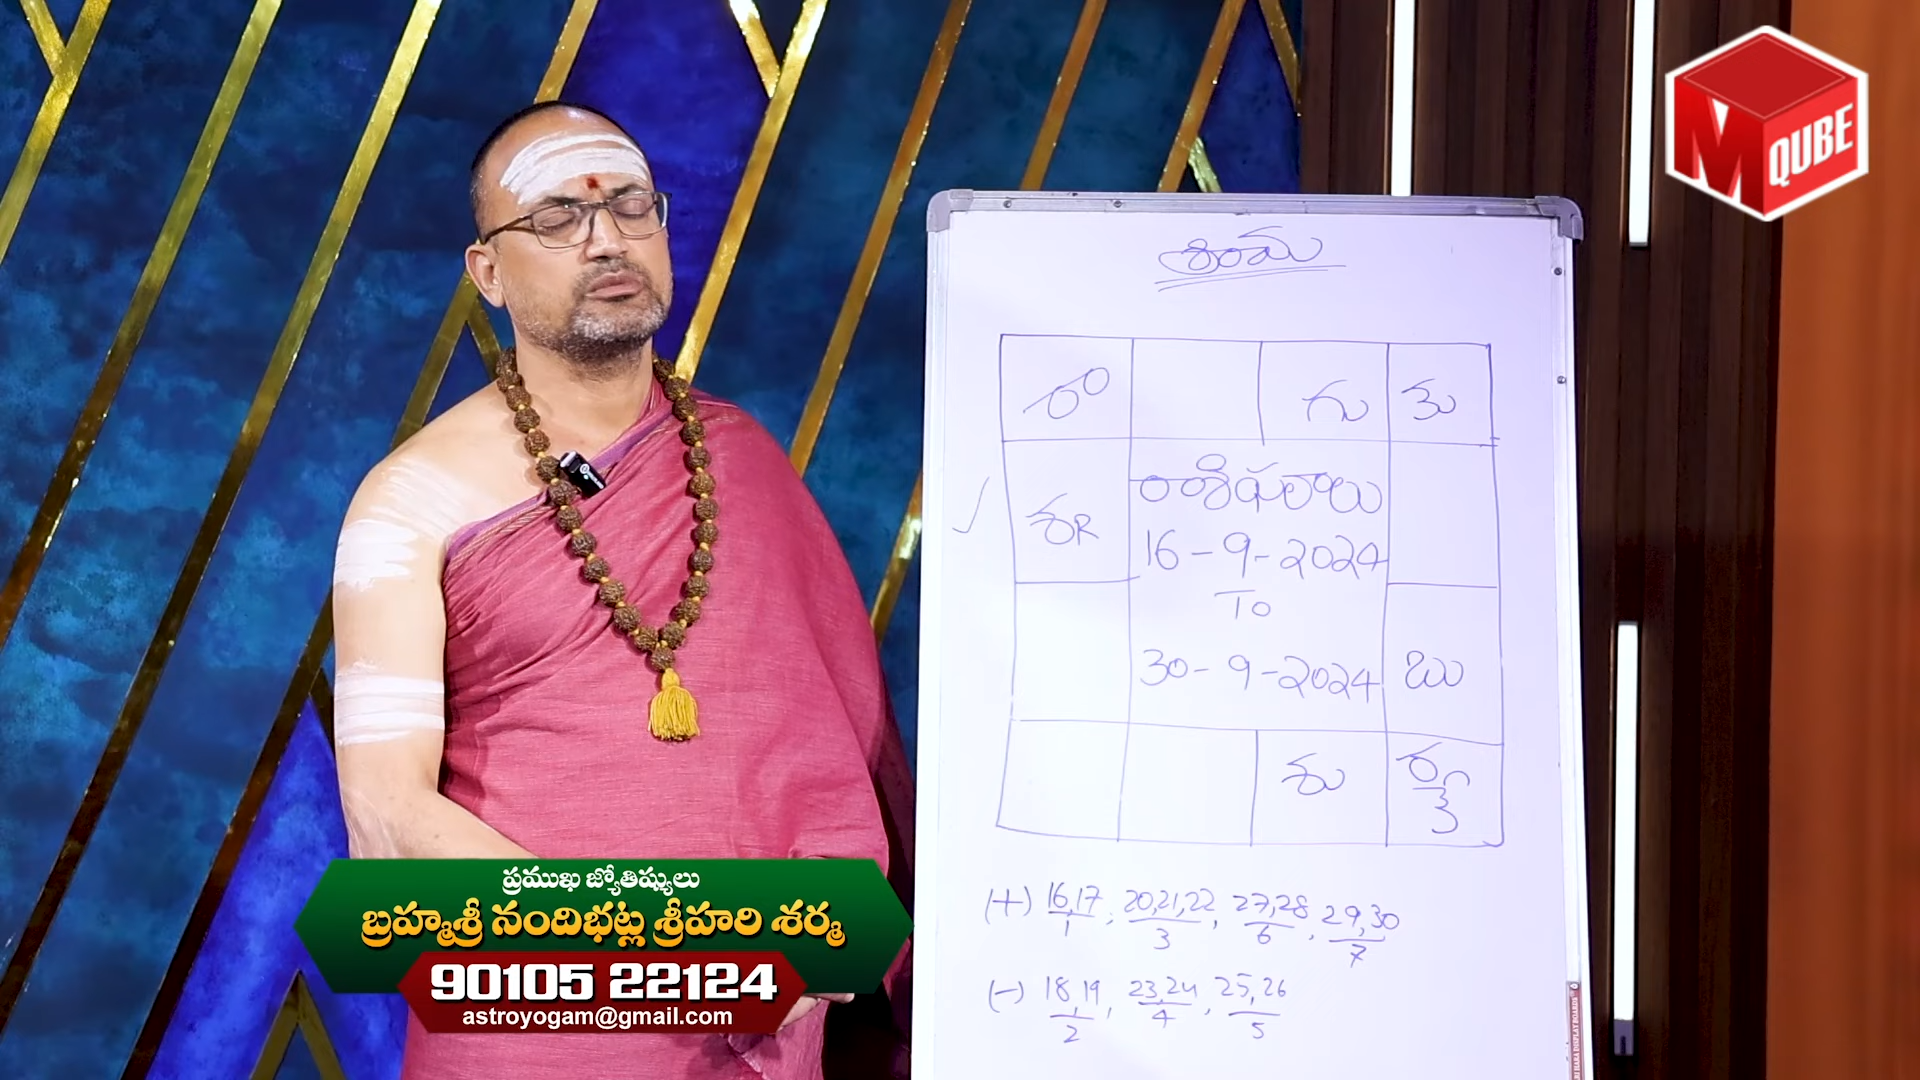 M QUBE
శ్రీరామ
రా
గు
కు
శR
రాశిఫలాలు
16-9-2024
To
30-9-2024
బు
శు
ర
కే
(+) 16,17/1, 20,21,22/3, 27,28/6, 29,30/7
(-) 18,19/2, 23,24/4, 25,26/5
ప్రముఖ జ్యోతిష్యులు
బ్రహ్మశ్రీ నందిభట్ల శ్రీహరి శర్మ
90105 22124
astroyogam@gmail.com